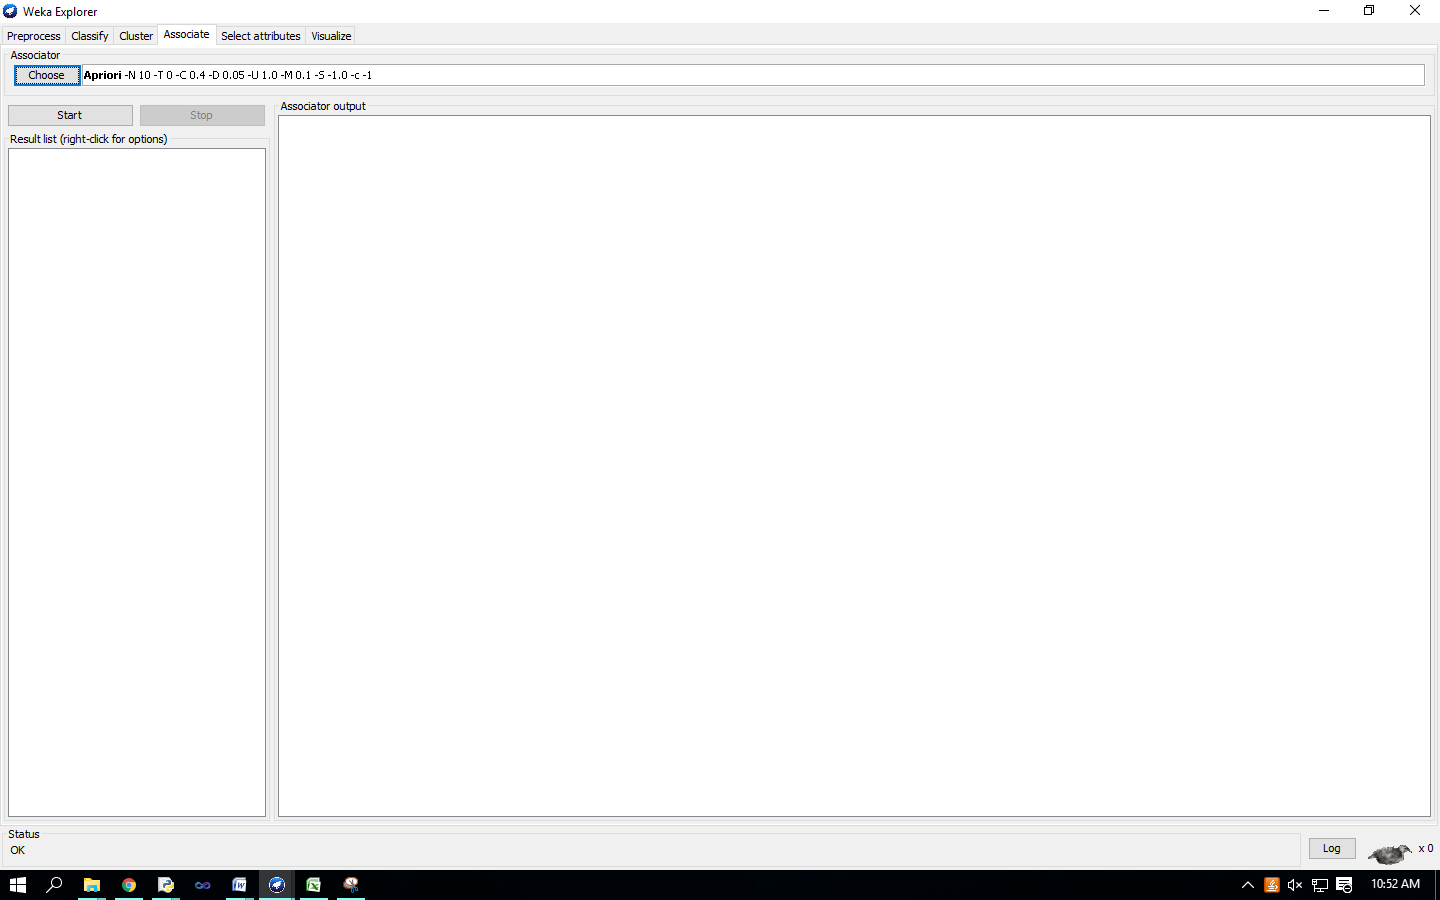 Weka Explorer
Preprocess Classify Cluster Associate Select attributes Visualize
Associator
Choose Apriori -N 10 -T 0 -C 0.4 -D 0.05 -U 1.0 -M 0.1 -S -1.0 -c -1
Start Stop
Associator output
Result list (right-click for options)
Status
OK
Log
x 0
10:52 AM